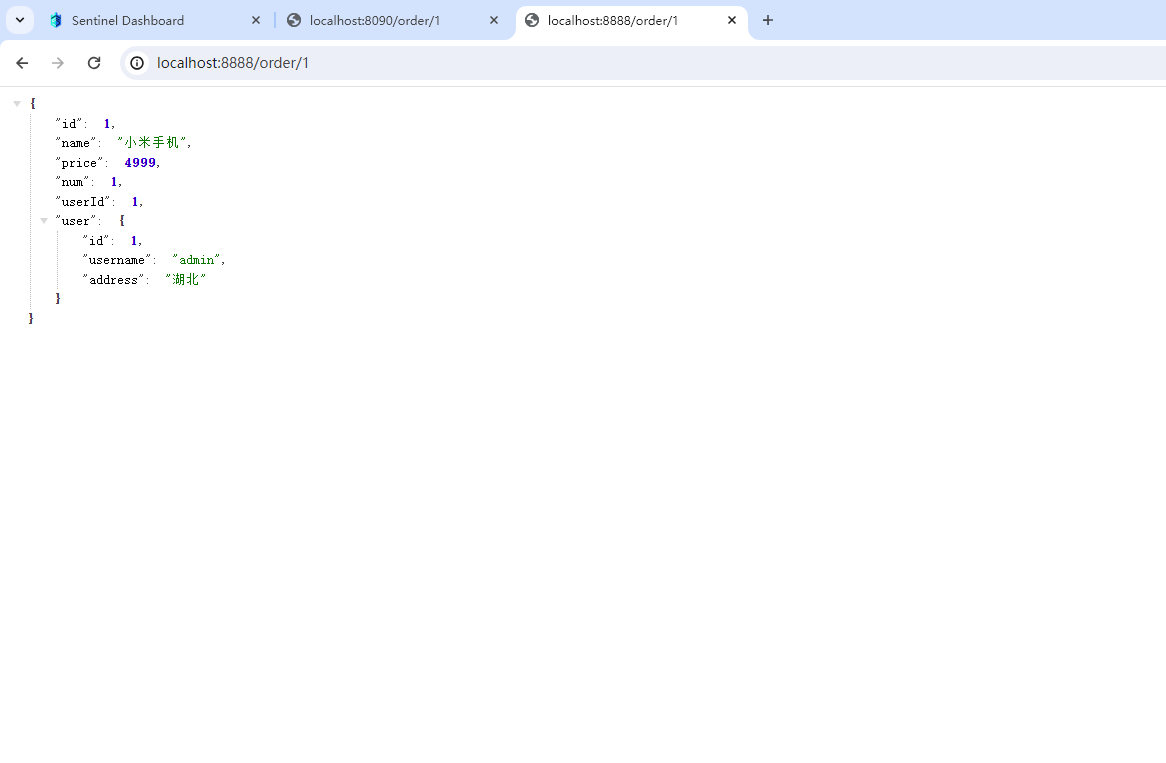 Sentinel Dashboard
localhost:8090/order/1
localhost:8888/order/1
localhost:8888/order/1
{
"id": 1,
"name": "小米手机",
"price": 4999,
"num": 1,
"userId": 1,
"user": {
"id": 1,
"username": "admin",
"address": "湖北"
}
}